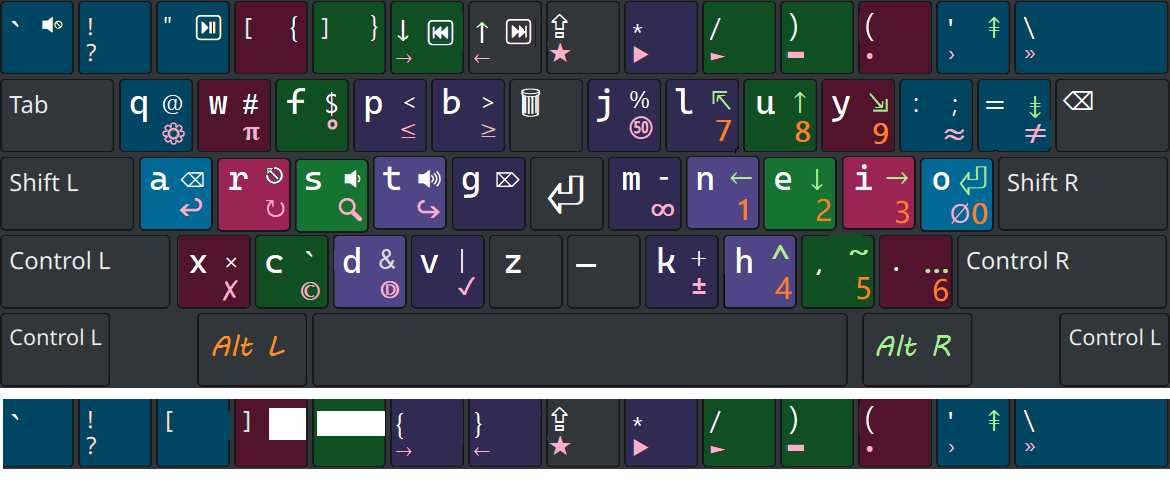 ` ! ? " [ { ] } ↓ → ⏮ ↑ ← ⏭ ⇪ ★ * ▶ / ► ) ▬ ( • ' › ⇞ \ »
Tab q @ w # π f $ ° p < ≤ b > ≥ j % 50 l ↖ 7 u ↑ 8 y ↘ 9 : ; ≈ = ⇟ ≠ ⌫
Shift L a ⌫ ↩ r ↻ s t ↪ g ⌦ m - ∞ n ← 1 e ↓ 2 i → 3 o ∅ 0 Shift R
Control L x × ✗ c ` © d & D v | ✓ z – k + ± h ^ 4 , ~ 5 . … 6 Control R
Control L Alt L Alt R Control L
` ! ? [ ] { → } ← ⇪ ★ * ▶ / ► ) ▬ ( • ' › ⇞ \ »